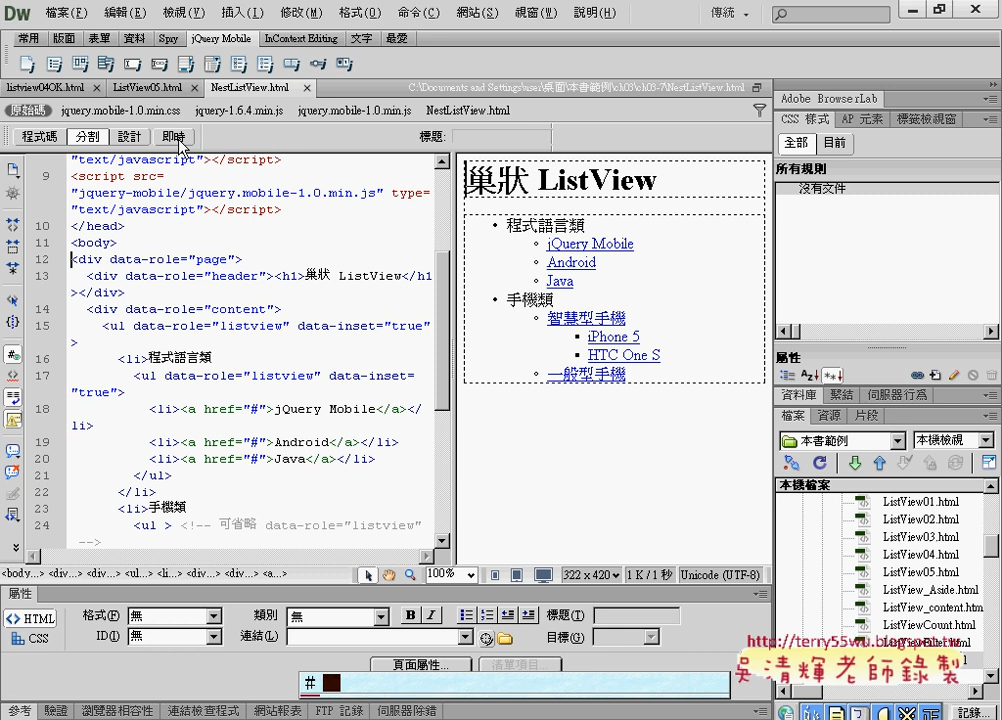 Dw 檔案(F) 編輯(E) 檢視(V) 插入(I) 修改(M) 格式(O) 命令(C) 網站(S) 視窗(W) 說明(H) 傳統
常用 版面 表單 資料 Spry jQuery Mobile InContext Editing 文字 最愛
listview04OK.html ListView05.html NestListView.html C:\Documents and Settings\user\桌面\本書範例\ch03\ch03-7\NestListView.html
原始碼 jquery.mobile-1.0.min.css jquery-1.6.4.min.js jquery.mobile-1.0.min.js NestListView.html
程式碼 分割 設計 即時 標題:
"text/javascript"></script>
9 <script src=
"jquery-mobile/jquery.mobile-1.0.min.js" type=
"text/javascript"></script>
10 </head>
11 <body>
12 <div data-role="page">
13 <div data-role="header"><h1>巢狀 ListView</h1
></div>
14 <div data-role="content">
15 <ul data-role="listview" data-inset="true"
>
16 <li>程式語言類
17 <ul data-role="listview" data-inset=
"true">
18 <li><a href="#">jQuery Mobile</a></
li>
19 <li><a href="#">Android</a></li>
20 <li><a href="#">Java</a></li>
21 </ul>
22 </li>
23 <li>手機類
24 <ul > <!-- 可省略 data-role="listview"
-->
巢狀 ListView
程式語言類
jQuery Mobile
Android
Java
手機類
智慧型手機
iPhone 5
HTC One S
一般型手機
<body...> <div...> <div...> <ul...> <li...> <div...> <div...> <a...> 100% 322 x 420 1 K / 1 秒 Unicode (UTF-8)
屬性
<> HTML 格式(F) 無 類別 無 B I 標題(T)
CSS ID(I) 無 連結(L) 目標(G)
頁面屬性... 清單項目...
#
參考 驗證 瀏覽器相容性 連結檢查程式 網站報表 FTP 記錄 伺服器除錯
Adobe BrowserLab
CSS 樣式 AP 元素 標籤檢視窗
全部 目前
所有規則
沒有文件
屬性
資料庫 繫結 伺服器行為
檔案 資源 片段
本書範例 本機檢視
本機檔案
ListView01.html
ListView02.html
ListView03.html
ListView04.html
ListView05.html
ListView_Aside.html
ListView_content.htm
ListViewCount.html
http://terry55wu.blogspot.tw
吳清輝老師錄製
記錄...